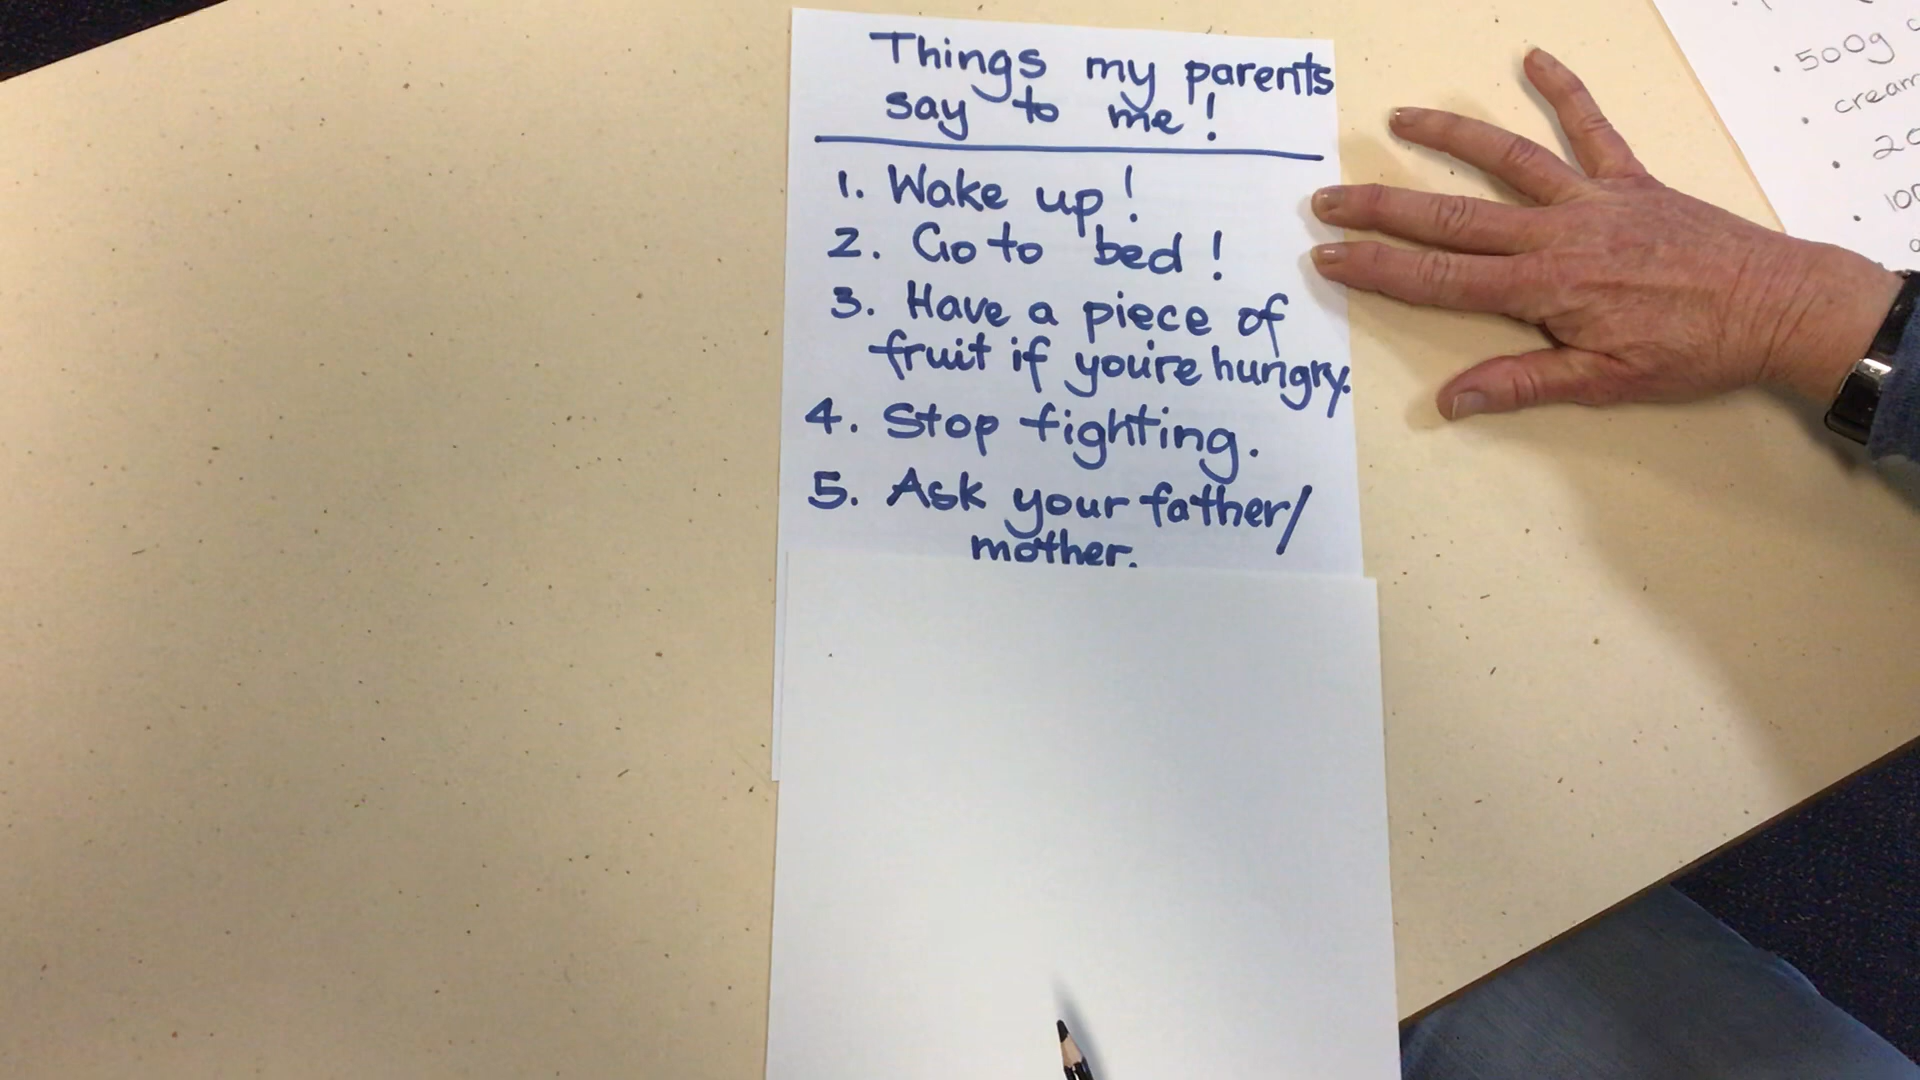 Things my parents
say to me!
1. Wake up!
2. Go to bed!
3. Have a piece of
fruit if you're hungry.
4. Stop fighting.
5. Ask your father/
mother.
500g
cream